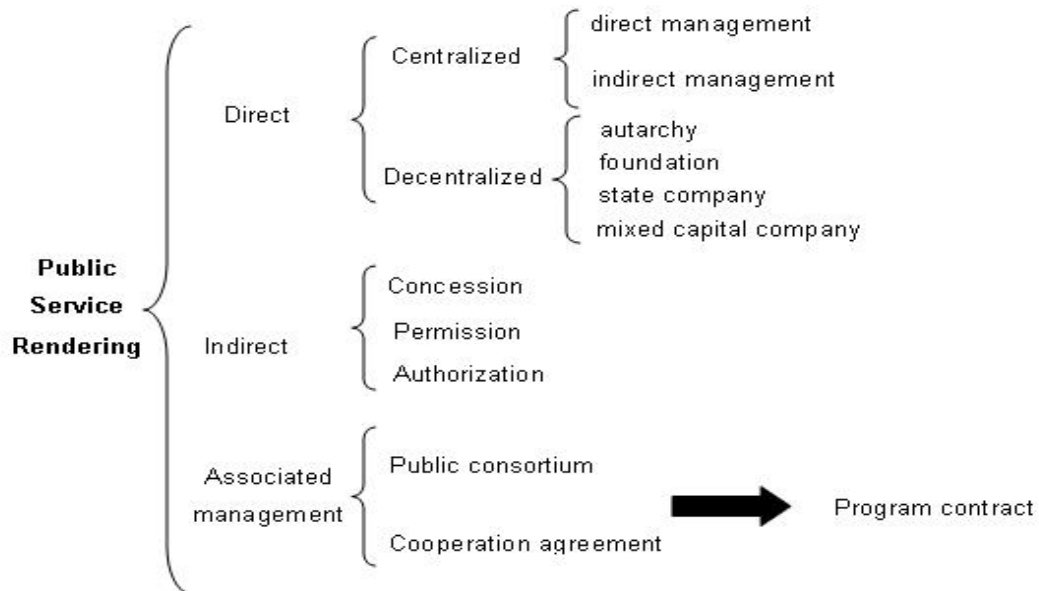 Public
Service
Rendering
Direct
Centralized
direct management
indirect management
Decentralized
autarchy
foundation
state company
mixed capital company
Indirect
Concession
Permission
Authorization
Associated
management
Public consortium
Cooperation agreement
Program contract